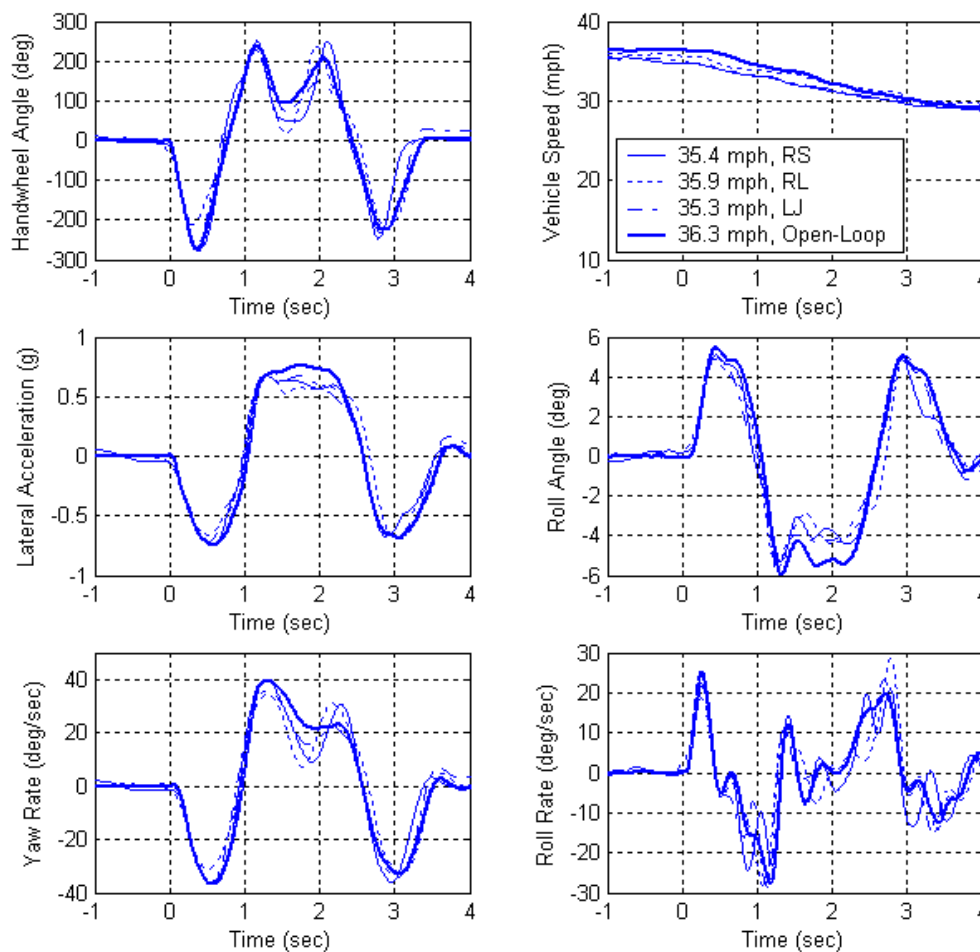 300
200
100
0
-100
-200
-300
Handwheel Angle (deg)
-1 0 1 2 3 4
Time (sec)
40
30
20
10
Vehicle Speed (mph)
35.4 mph, RS
35.9 mph, RL
35.3 mph, LJ
36.3 mph, Open-Loop
-1 0 1 2 3 4
Time (sec)
1
0.5
0
-0.5
-1
Lateral Acceleration (g)
-1 0 1 2 3 4
Time (sec)
6
4
2
0
-2
-4
-6
Roll Angle (deg)
-1 0 1 2 3 4
Time (sec)
40
20
0
-20
-40
Yaw Rate (deg/sec)
-1 0 1 2 3 4
Time (sec)
30
20
10
0
-10
-20
-30
Roll Rate (deg/sec)
-1 0 1 2 3 4
Time (sec)